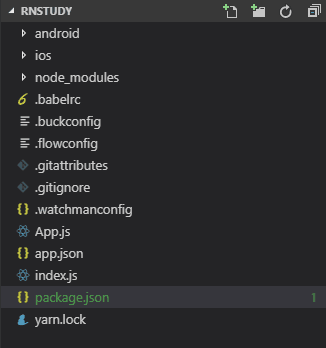 RNSTUDY
android
ios
node_modules
.babelrc
.buckconfig
.flowconfig
.gitattributes
.gitignore
.watchmanconfig
App.js
app.json
index.js
package.json 1
yarn.lock